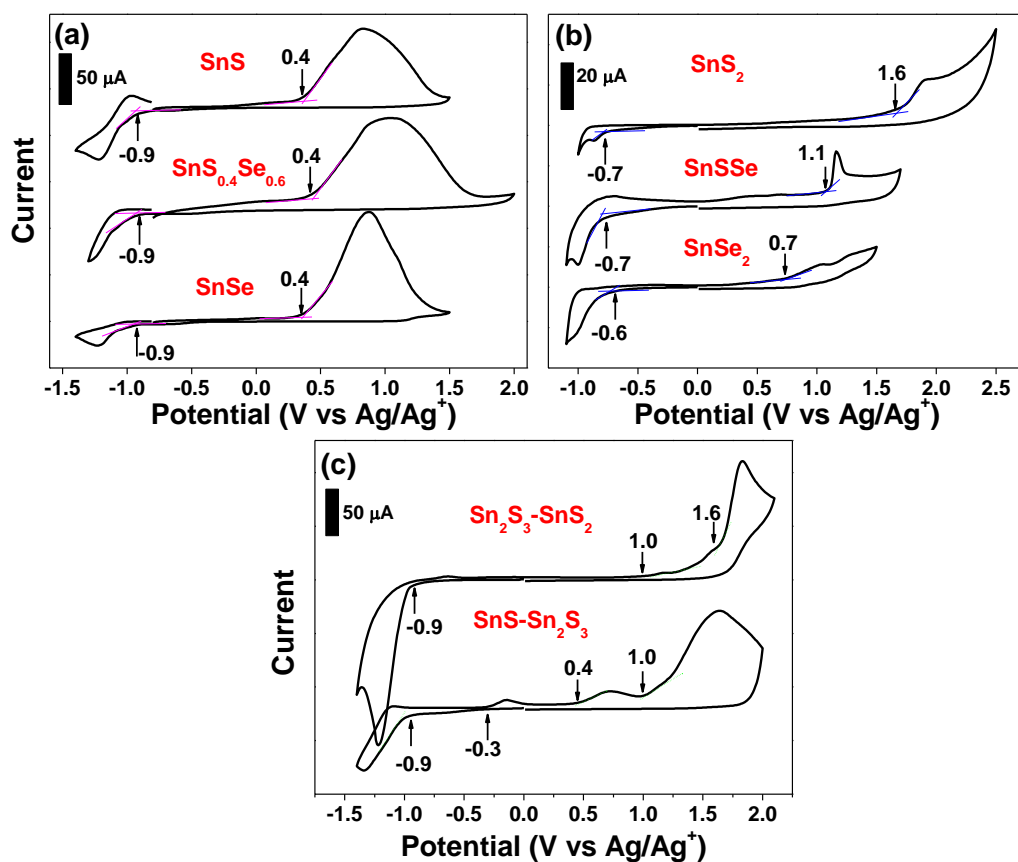 (a)
SnS
0.4
50 μA
-0.9
SnS0.4Se0.6
0.4
-0.9
SnSe
0.4
-0.9
Current
-1.5 -1.0 -0.5 0.0 0.5 1.0 1.5 2.0
Potential (V vs Ag/Ag+)
(b)
SnS2
20 μA
1.6
-0.7
SnSSe
1.1
-0.7
SnSe2
0.7
-0.6
-1.0 -0.5 0.0 0.5 1.0 1.5 2.0 2.5
Potential (V vs Ag/Ag+)
(c)
50 μA
Sn2S3-SnS2
1.6
1.0
-0.9
SnS-Sn2S3
0.4
1.0
-0.3
-0.9
Current
-1.5 -1.0 -0.5 0.0 0.5 1.0 1.5 2.0
Potential (V vs Ag/Ag+)